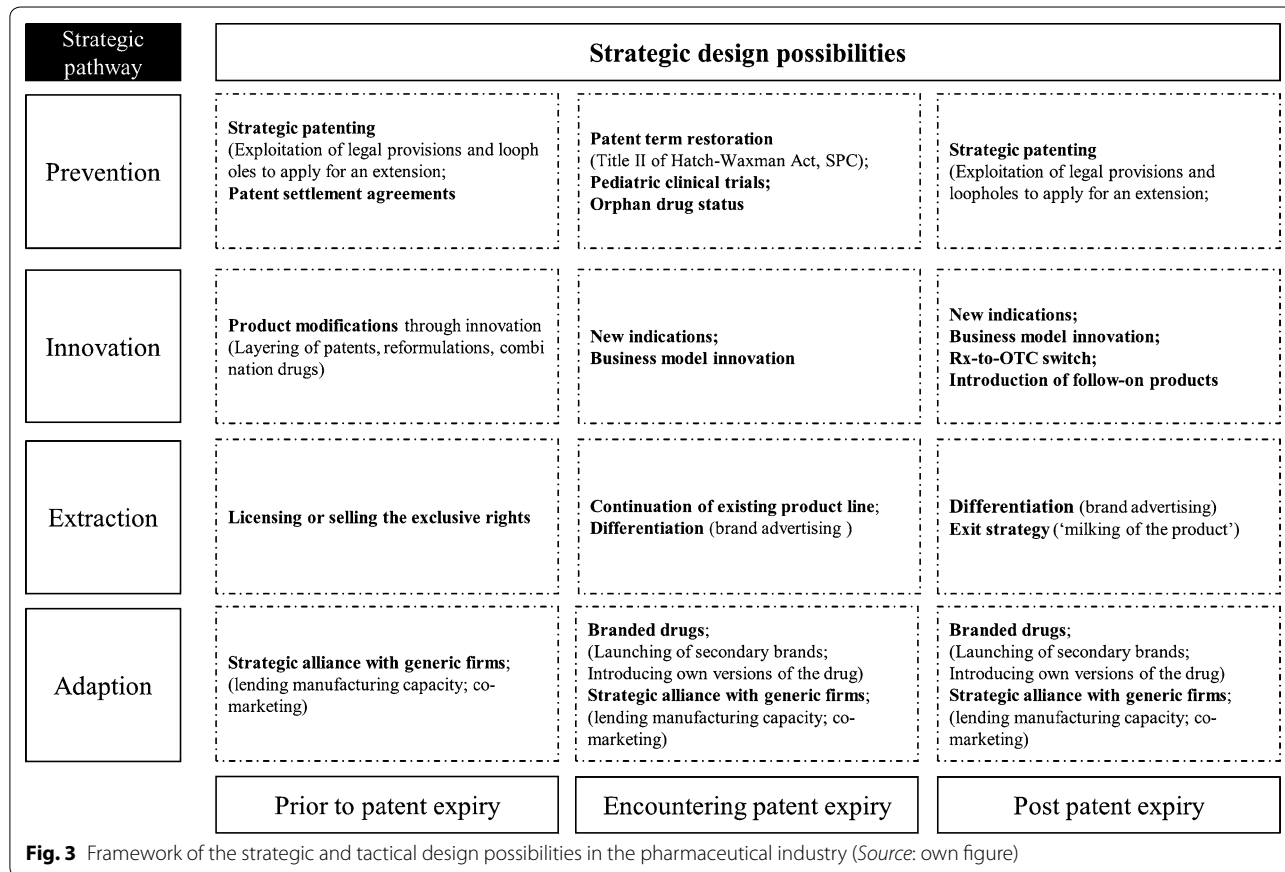 Strategic
pathway
Strategic design possibilities
Prevention
Strategic patenting
(Exploitation of legal provisions and looph
oles to apply for an extension;
Patent settlement agreements
Patent term restoration
(Title II of Hatch-Waxman Act, SPC);
Pediatric clinical trials;
Orphan drug status
Strategic patenting
(Exploitation of legal provisions and
loopholes to apply for an extension;
Innovation
Product modifications through innovation
(Layering of patents, reformulations, combi
nation drugs)
New indications;
Business model innovation
New indications;
Business model innovation;
Rx-to-OTC switch;
Introduction of follow-on products
Extraction
Licensing or selling the exclusive rights
Continuation of existing product line;
Differentiation (brand advertising )
Differentiation (brand advertising)
Exit strategy (‘milking of the product’)
Adaption
Strategic alliance with generic firms;
(lending manufacturing capacity; co-
marketing)
Branded drugs;
(Launching of secondary brands;
Introducing own versions of the drug)
Strategic alliance with generic firms;
(lending manufacturing capacity; co-
marketing)
Branded drugs;
(Launching of secondary brands;
Introducing own versions of the drug)
Strategic alliance with generic firms;
(lending manufacturing capacity; co-
marketing)
Prior to patent expiry
Encountering patent expiry
Post patent expiry
Fig. 3 Framework of the strategic and tactical design possibilities in the pharmaceutical industry (Source: own figure)